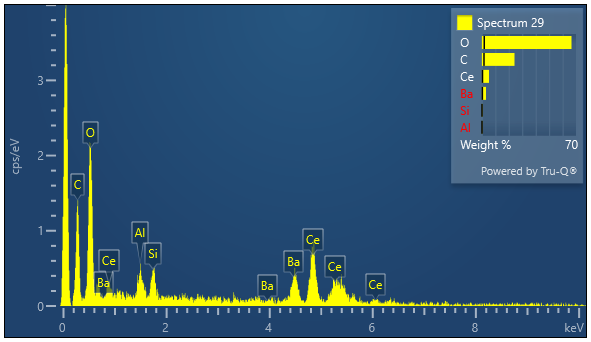 Spectrum 29
O
C
Ce
Ba
Si
Al
Weight % 70
Powered by Tru-Q®
cps/eV
3
2
1
0
C
O
Ba
Ce
Al
Si
Ba
Ba
Ce
Ce
Ce
0 2 4 6 8 keV